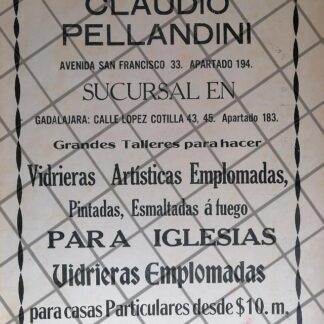 CLAUDIO
PELLANDINI
AVENIDA SAN FRANCISCO 33. APARTADO 194.
SUCURSAL EN
GADALAJARA: CALLE LOPEZ COTILLA 43, 45. Apartado 183.
Grandes Talleres para hacer
Vidrieras Artísticas Emplomadas,
Pintadas, Esmaltadas á fuego
PARA IGLESIAS
Vidrieras Emplomadas
para casas Particulares desde $10. m.